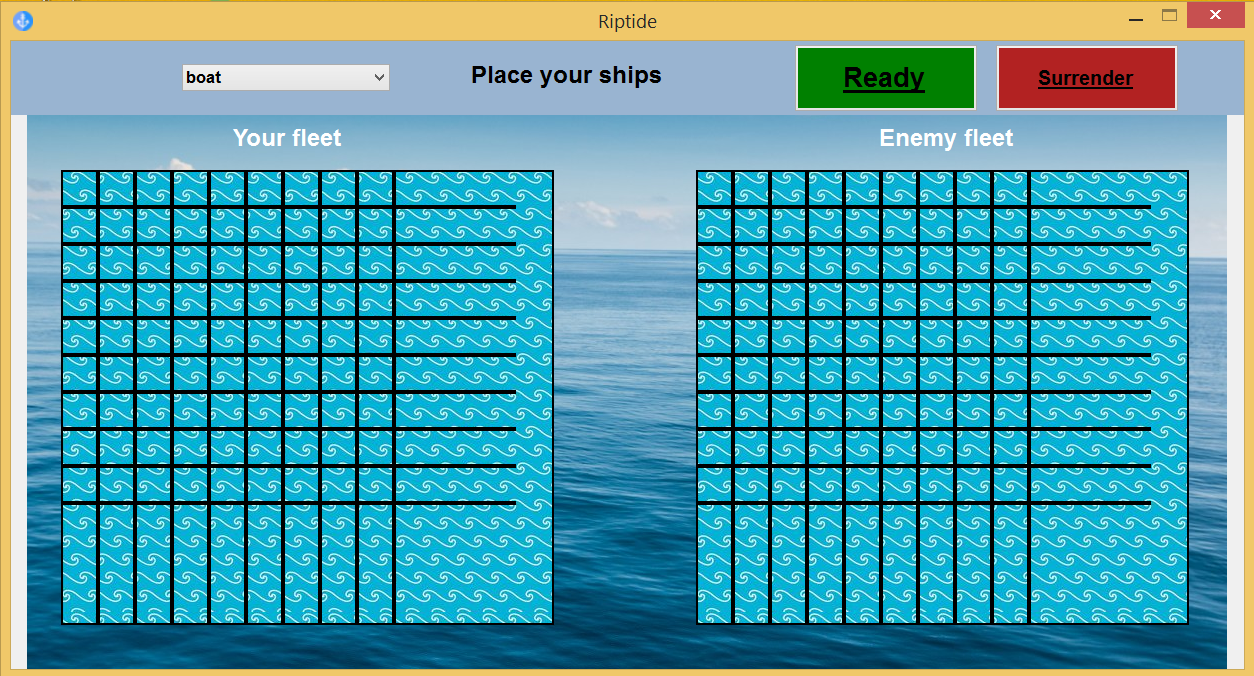 Riptide
boat
Place your ships
Ready
Surrender
Your fleet
Enemy fleet